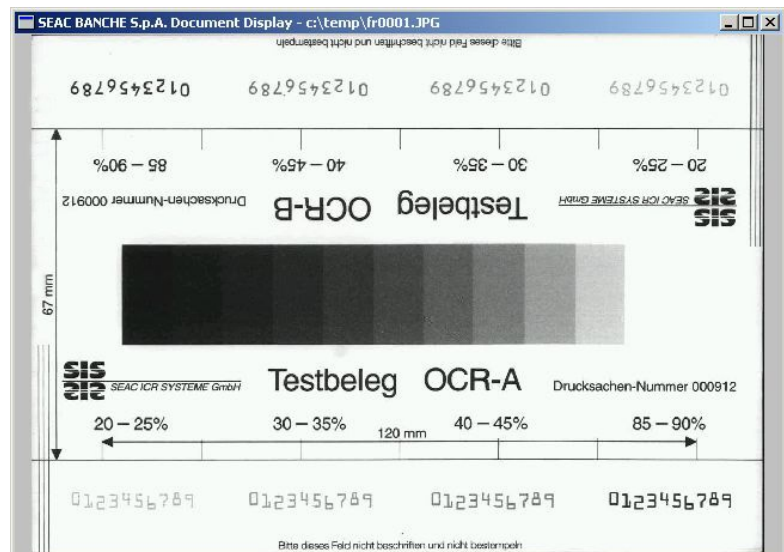 SEAC BANCHE S.p.A. Document Display - c:\temp\fr0001.JPG
Bitte dieses Feld nicht beschriften und nicht bestempeln
0123456789 0123456789 0123456789 0123456789
85 – 90% 40 – 45% 30 – 35% 20 – 25%
Drucksachen-Nummer 000912 Testbeleg OCR-B SEAC ICR SYSTEME GmbH SIS
67 mm
SIS SEAC ICR SYSTEME GmbH Testbeleg OCR-A Drucksachen-Nummer 000912
20 – 25% 30 – 35% 40 – 45% 85 – 90%
120 mm
0123456789 0123456789 0123456789 0123456789
Bitte dieses Feld nicht beschriften und nicht bestempeln